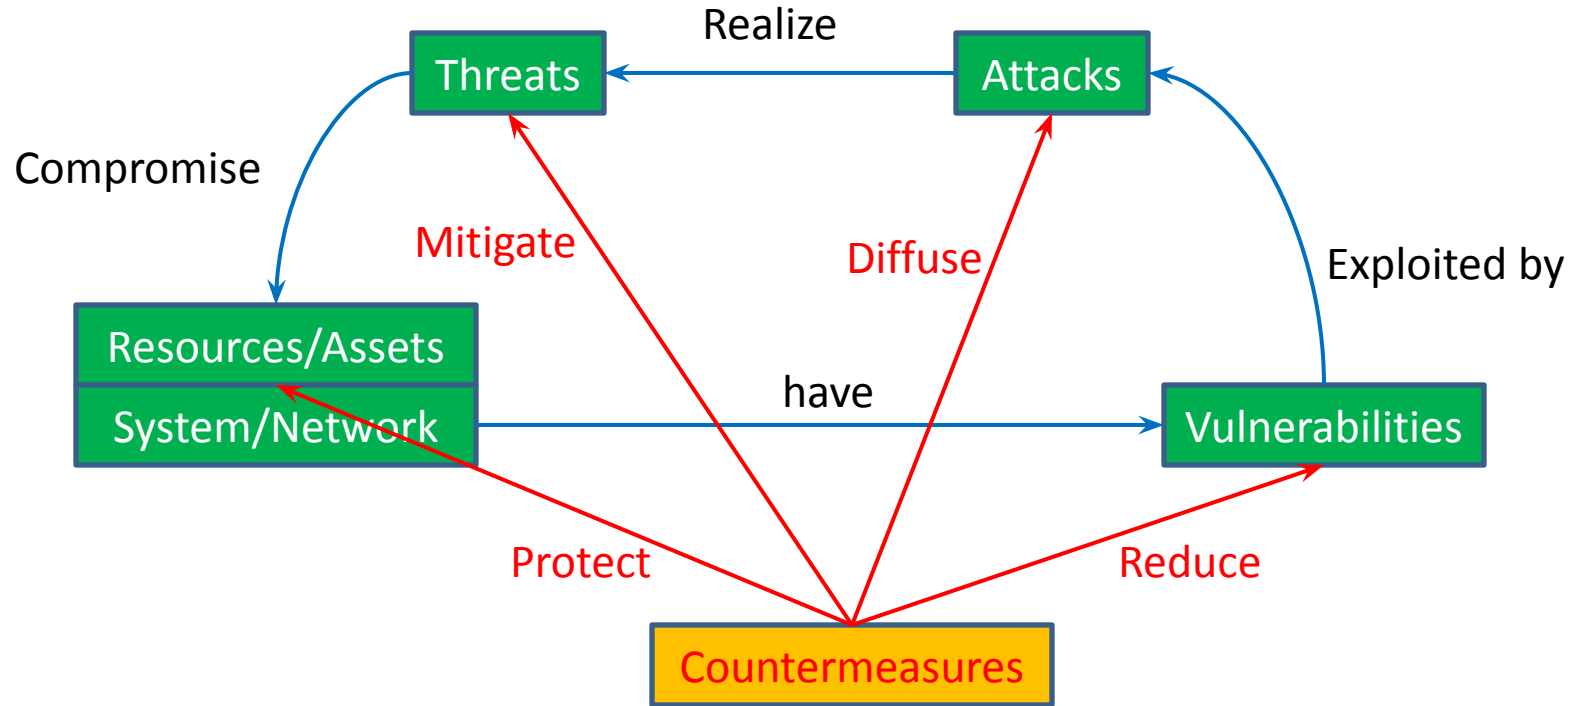 Realize
Threats
Attacks
Compromise
Mitigate
Diffuse
Exploited by
Resources/Assets
have
System/Network
Vulnerabilities
Protect
Reduce
Countermeasures